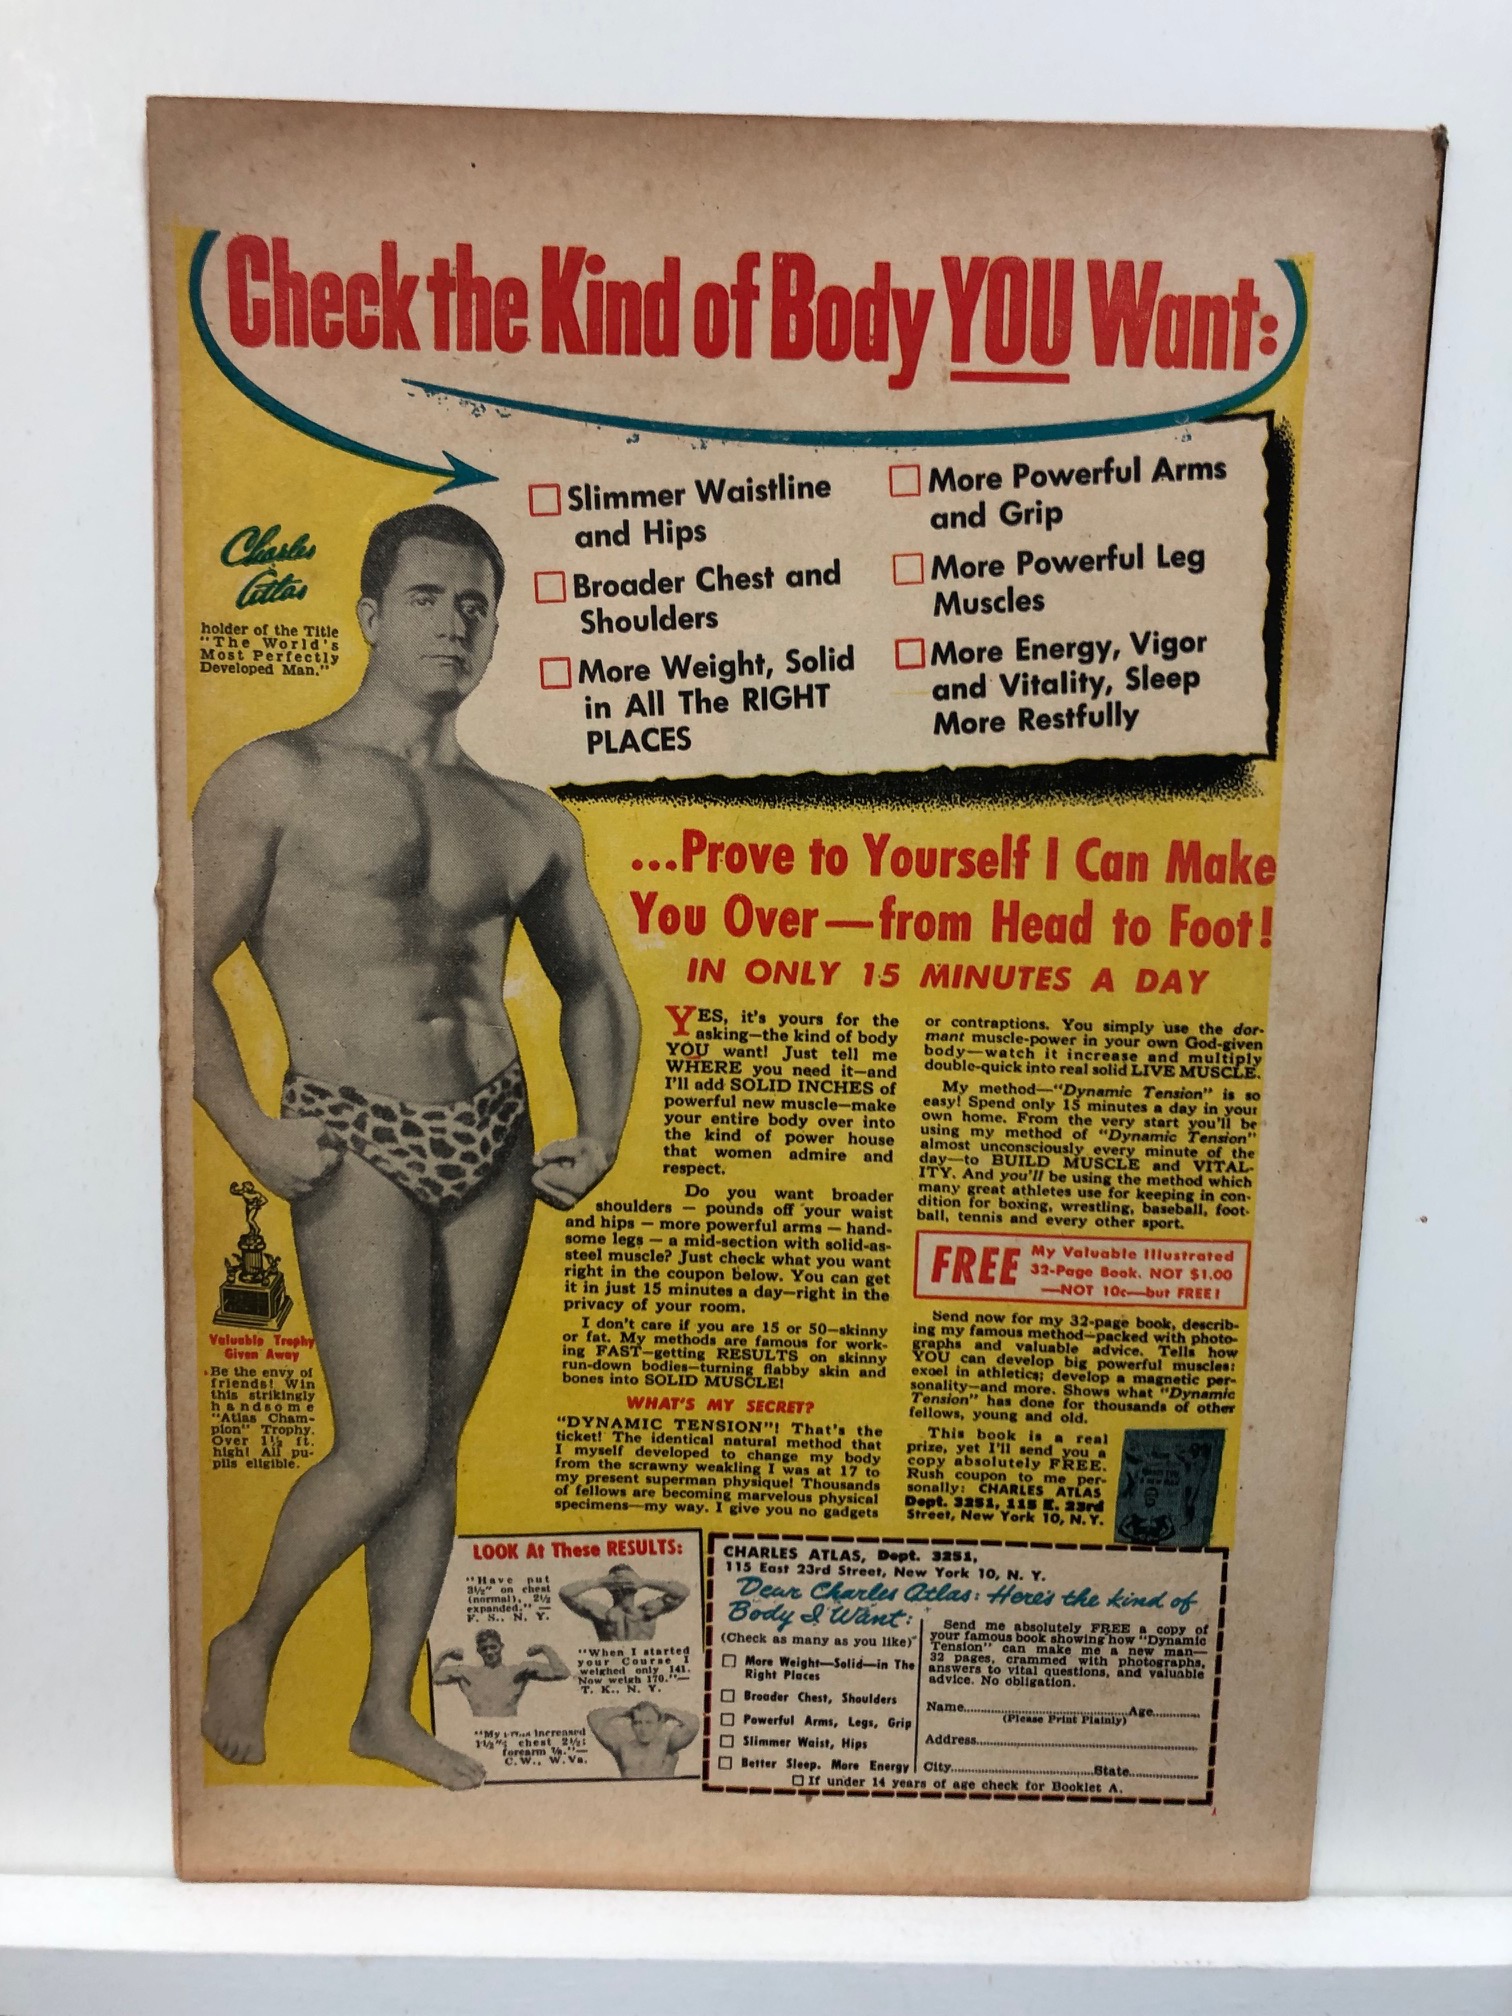 Check the Kind of Body YOU Want:
Slimmer Waistline
and Hips
Broader Chest and
Shoulders
More Weight, Solid
in All The RIGHT
PLACES
More Powerful Arms
and Grip
More Powerful Leg
Muscles
More Energy, Vigor
and Vitality, Sleep
More Restfully
Charles
Atlas
holder of the Title
"The World's
Most Perfectly
Developed Man."
...Prove to Yourself I Can Make
You Over—from Head to Foot!
IN ONLY 15 MINUTES A DAY
YES, it's yours for the
asking—the kind of body
YOU want! Just tell me
WHERE you need it—and
I'll add SOLID INCHES of
powerful new muscle—make
your entire body over into
the kind of power house
that women admire and
respect.
Do you want broader
shoulders — pounds off your waist
and hips — more powerful arms — hand-
some legs — a mid-section with solid-as-
steel muscle? Just check what you want
right in the coupon below. You can get
it in just 15 minutes a day—right in the
privacy of your room.
I don't care if you are 15 or 50—skinny
or fat. My methods are famous for work-
ing FAST—getting RESULTS on skinny
run-down bodies—turning flabby skin and
bones into SOLID MUSCLE!
WHAT'S MY SECRET?
"DYNAMIC TENSION"! That's the
ticket! The identical natural method that
I myself developed to change my body
from the scrawny weakling I was at 17 to
my present superman physique! Thousands
of fellows are becoming marvelous physical
specimens—my way. I give you no gadgets
or contraptions. You simply use the dor-
mant muscle-power in your own God-given
body—watch it increase and multiply
double-quick into real solid LIVE MUSCLE.
My method—"Dynamic Tension" is so
easy! Spend only 15 minutes a day in your
own home. From the very start you'll be
using my method of "Dynamic Tension"
almost unconsciously every minute of the
day—to BUILD MUSCLE and VITAL-
ITY. And you'll be using the method which
many great athletes use for keeping in con-
dition for boxing, wrestling, baseball, foot-
ball, tennis and every other sport.
FREE My Valuable Illustrated
32-Page Book. NOT $1.00
—NOT 10c—but FREE!
Send now for my 32-page book, describ-
ing my famous method—packed with photo-
graphs and valuable advice. Tells how
YOU can develop big powerful muscles:
excel in athletics; develop a magnetic per-
sonality—and more. Shows what "Dynamic
Tension" has done for thousands of other
fellows, young and old.
This book is a real
prize, yet I'll send you a
copy absolutely FREE.
Rush coupon to me per-
sonally: CHARLES ATLAS
Dept. 3251, 115 E. 23rd
Street, New York 10, N.Y.
Valuable Trophy
Given Away
Be the envy of
friends! Win
this strikingly
handsome
"Atlas Cham-
pion" Trophy.
Over 1½ ft.
high! All pu-
pils eligible.
LOOK At These RESULTS:
"Have put
3½" on chest
(normal), 2½
expanded."—
F. S., N. Y.
"When I started
your Course I
weighed only 141.
Now weigh 170."—
T. K., N. Y.
"My increased
1½"; chest 2½;
forearm ⅞."—
C.W., W. Va.
CHARLES ATLAS, Dept. 3251,
115 East 23rd Street, New York 10, N. Y.
Dear Charles Atlas: Here's the kind of
Body I Want:
(Check as many as you like)
More Weight—Solid—in The
Right Places
Broader Chest, Shoulders
Powerful Arms, Legs, Grip
Slimmer Waist, Hips
Better Sleep. More Energy
Send me absolutely FREE a copy of
your famous book showing how "Dynamic
Tension" can make me a new man—
32 pages, crammed with photographs,
answers to vital questions, and valuable
advice. No obligation.
Name Age
(Please Print Plainly)
Address
City State
If under 14 years of age check for Booklet A.